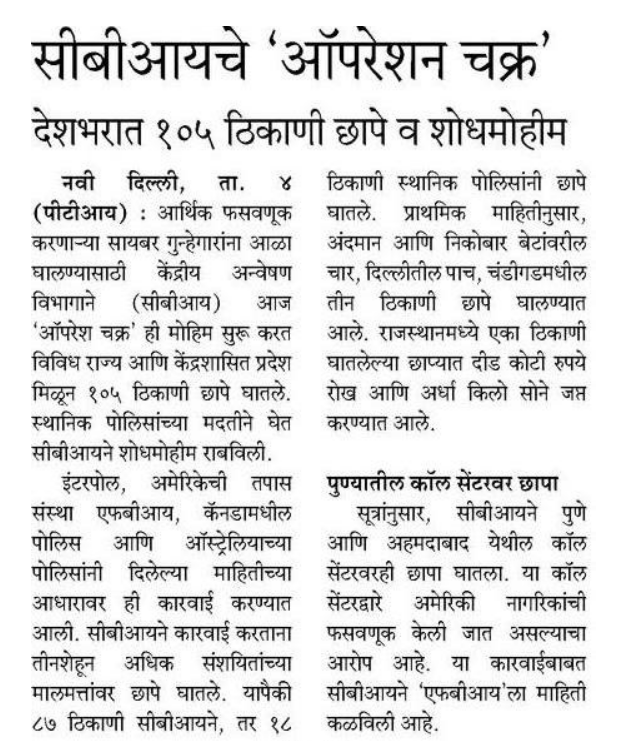 सीबीआयचे ‘ऑपरेशन चक्र’
देशभरात १०५ ठिकाणी छापे व शोधमोहीम
नवी दिल्ली, ता. ४
(पीटीआय) : आर्थिक फसवणूक
करणाऱ्या सायबर गुन्हेगारांना आळा
घालण्यासाठी केंद्रीय अन्वेषण
विभागाने (सीबीआय) आज
‘ऑपरेश चक्र’ ही मोहिम सुरू करत
विविध राज्य आणि केंद्रशासित प्रदेश
मिळून १०५ ठिकाणी छापे घातले.
स्थानिक पोलिसांच्या मदतीने घेत
सीबीआयने शोधमोहीम राबविली.
इंटरपोल, अमेरिकेची तपास
संस्था एफबीआय, कॅनडामधील
पोलिस आणि ऑस्ट्रेलियाच्या
पोलिसांनी दिलेल्या माहितीच्या
आधारावर ही कारवाई करण्यात
आली. सीबीआयने कारवाई करताना
तीनशेहून अधिक संशयितांच्या
मालमत्तांवर छापे घातले. यापैकी
८७ ठिकाणी सीबीआयने, तर १८
ठिकाणी स्थानिक पोलिसांनी छापे
घातले. प्राथमिक माहितीनुसार,
अंदमान आणि निकोबार बेटांवरील
चार, दिल्लीतील पाच, चंडीगडमधील
तीन ठिकाणी छापे घालण्यात
आले. राजस्थानमध्ये एका ठिकाणी
घातलेल्या छाप्यात दीड कोटी रुपये
रोख आणि अर्धा किलो सोने जप्त
करण्यात आले.
पुण्यातील कॉल सेंटरवर छापा
सूत्रांनुसार, सीबीआयने पुणे
आणि अहमदाबाद येथील कॉल
सेंटरवरही छापा घातला. या कॉल
सेंटरद्वारे अमेरिकी नागरिकांची
फसवणूक केली जात असल्याचा
आरोप आहे. या कारवाईबाबत
सीबीआयने ‘एफबीआय’ला माहिती
कळविली आहे.